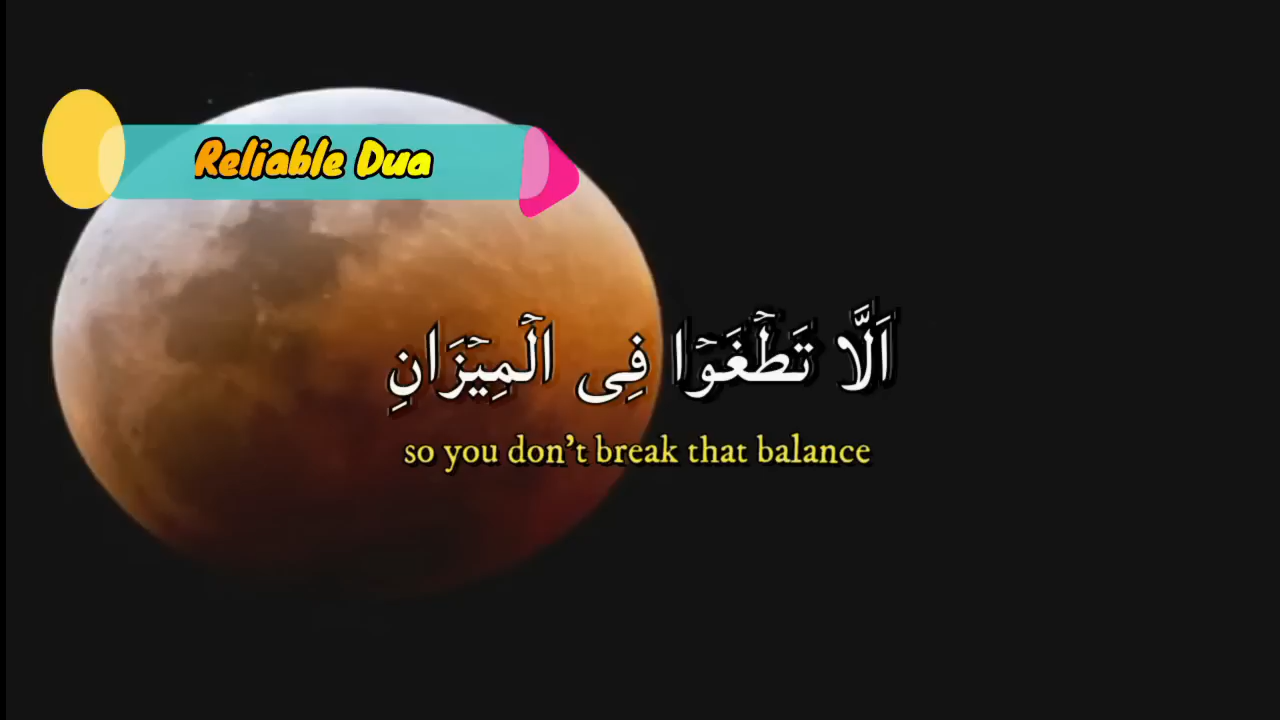 Reliable Dua
اَلَّا تَطۡغَوۡا فِى الۡمِيۡزَانِ
so you don't break that balance